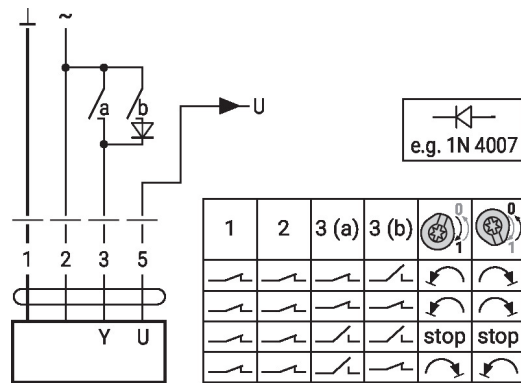 ⊥ ~
a b
U
e.g. 1N 4007
1 2 3 5
Y U
1 2 3 (a) 3 (b) 0 1 0 1
stop stop